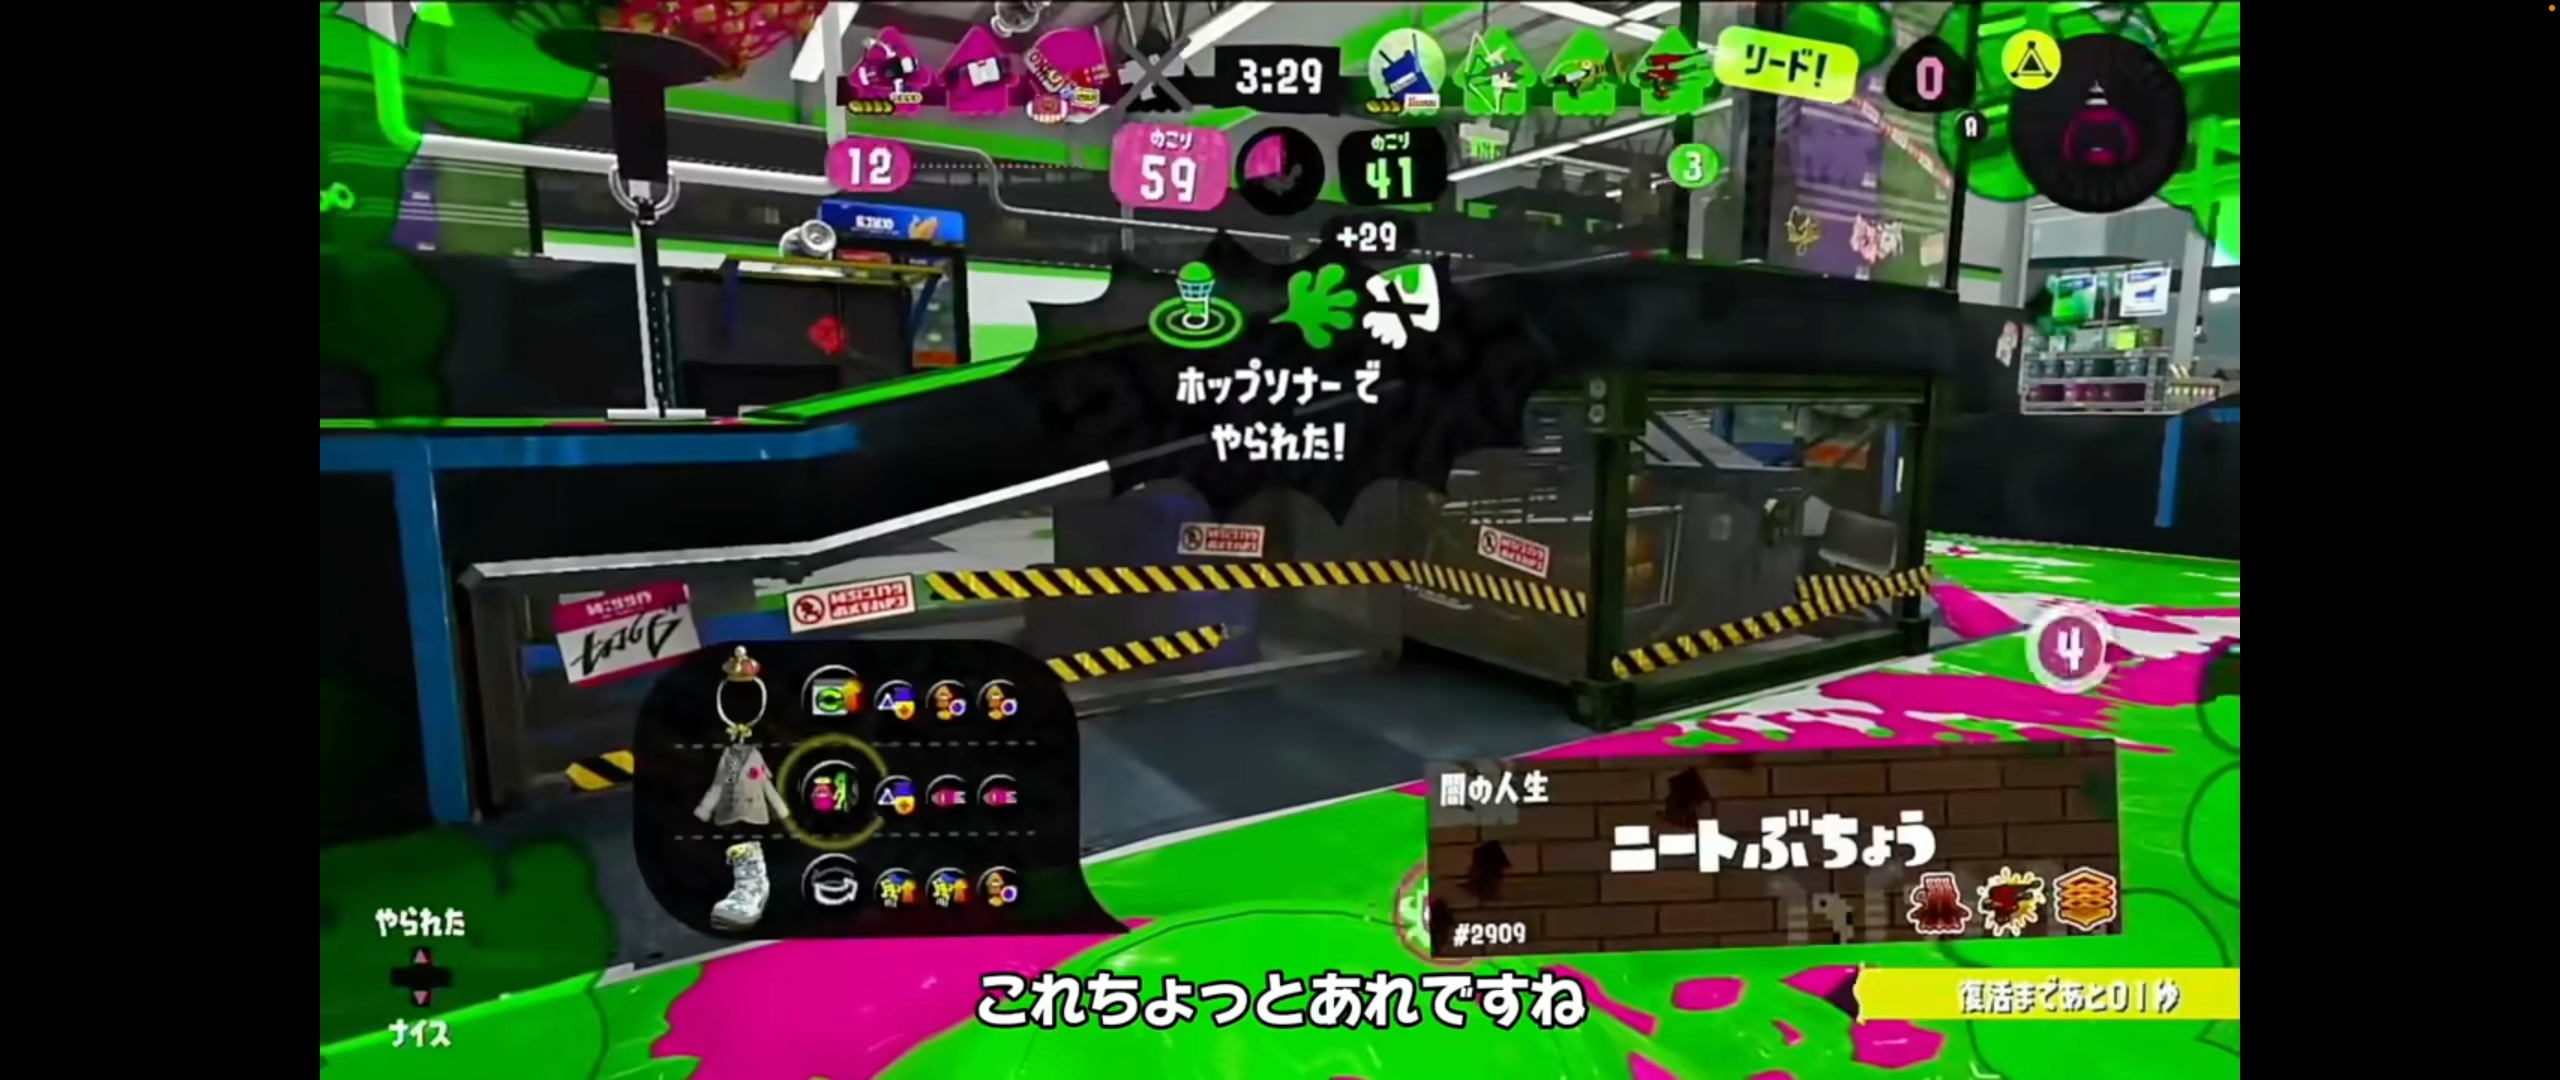 3:29
リード!
0
A
12
のこり
59
のこり
41
3
+29
ホップソナーで
やられた!
4
闇の人生
ニートぶちょう
#2909
やられた
ナイス
これちょっとあれですね
復活まであと01秒